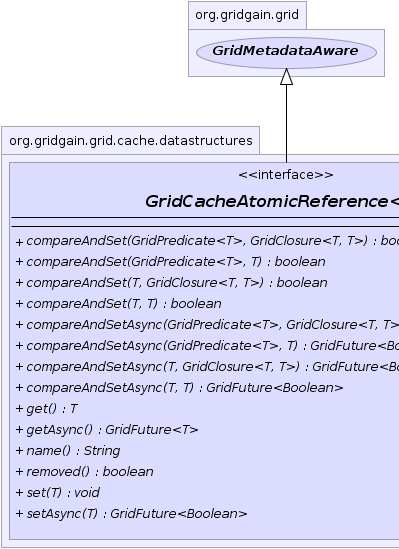 org.gridgain.grid
GridMetadataAware
org.gridgain.grid.cache.datastructures
<<interface>>
GridCacheAtomicReference<
+ compareAndSet(GridPredicate<T>, GridClosure<T, T>) : boo
+ compareAndSet(GridPredicate<T>, T) : boolean
+ compareAndSet(T, GridClosure<T, T>) : boolean
+ compareAndSet(T, T) : boolean
+ compareAndSetAsync(GridPredicate<T>, GridClosure<T, T>
+ compareAndSetAsync(GridPredicate<T>, T) : GridFuture<Bo
+ compareAndSetAsync(T, GridClosure<T, T>) : GridFuture<Bo
+ compareAndSetAsync(T, T) : GridFuture<Boolean>
+ get() : T
+ getAsync() : GridFuture<T>
+ name() : String
+ removed() : boolean
+ set(T) : void
+ setAsync(T) : GridFuture<Boolean>